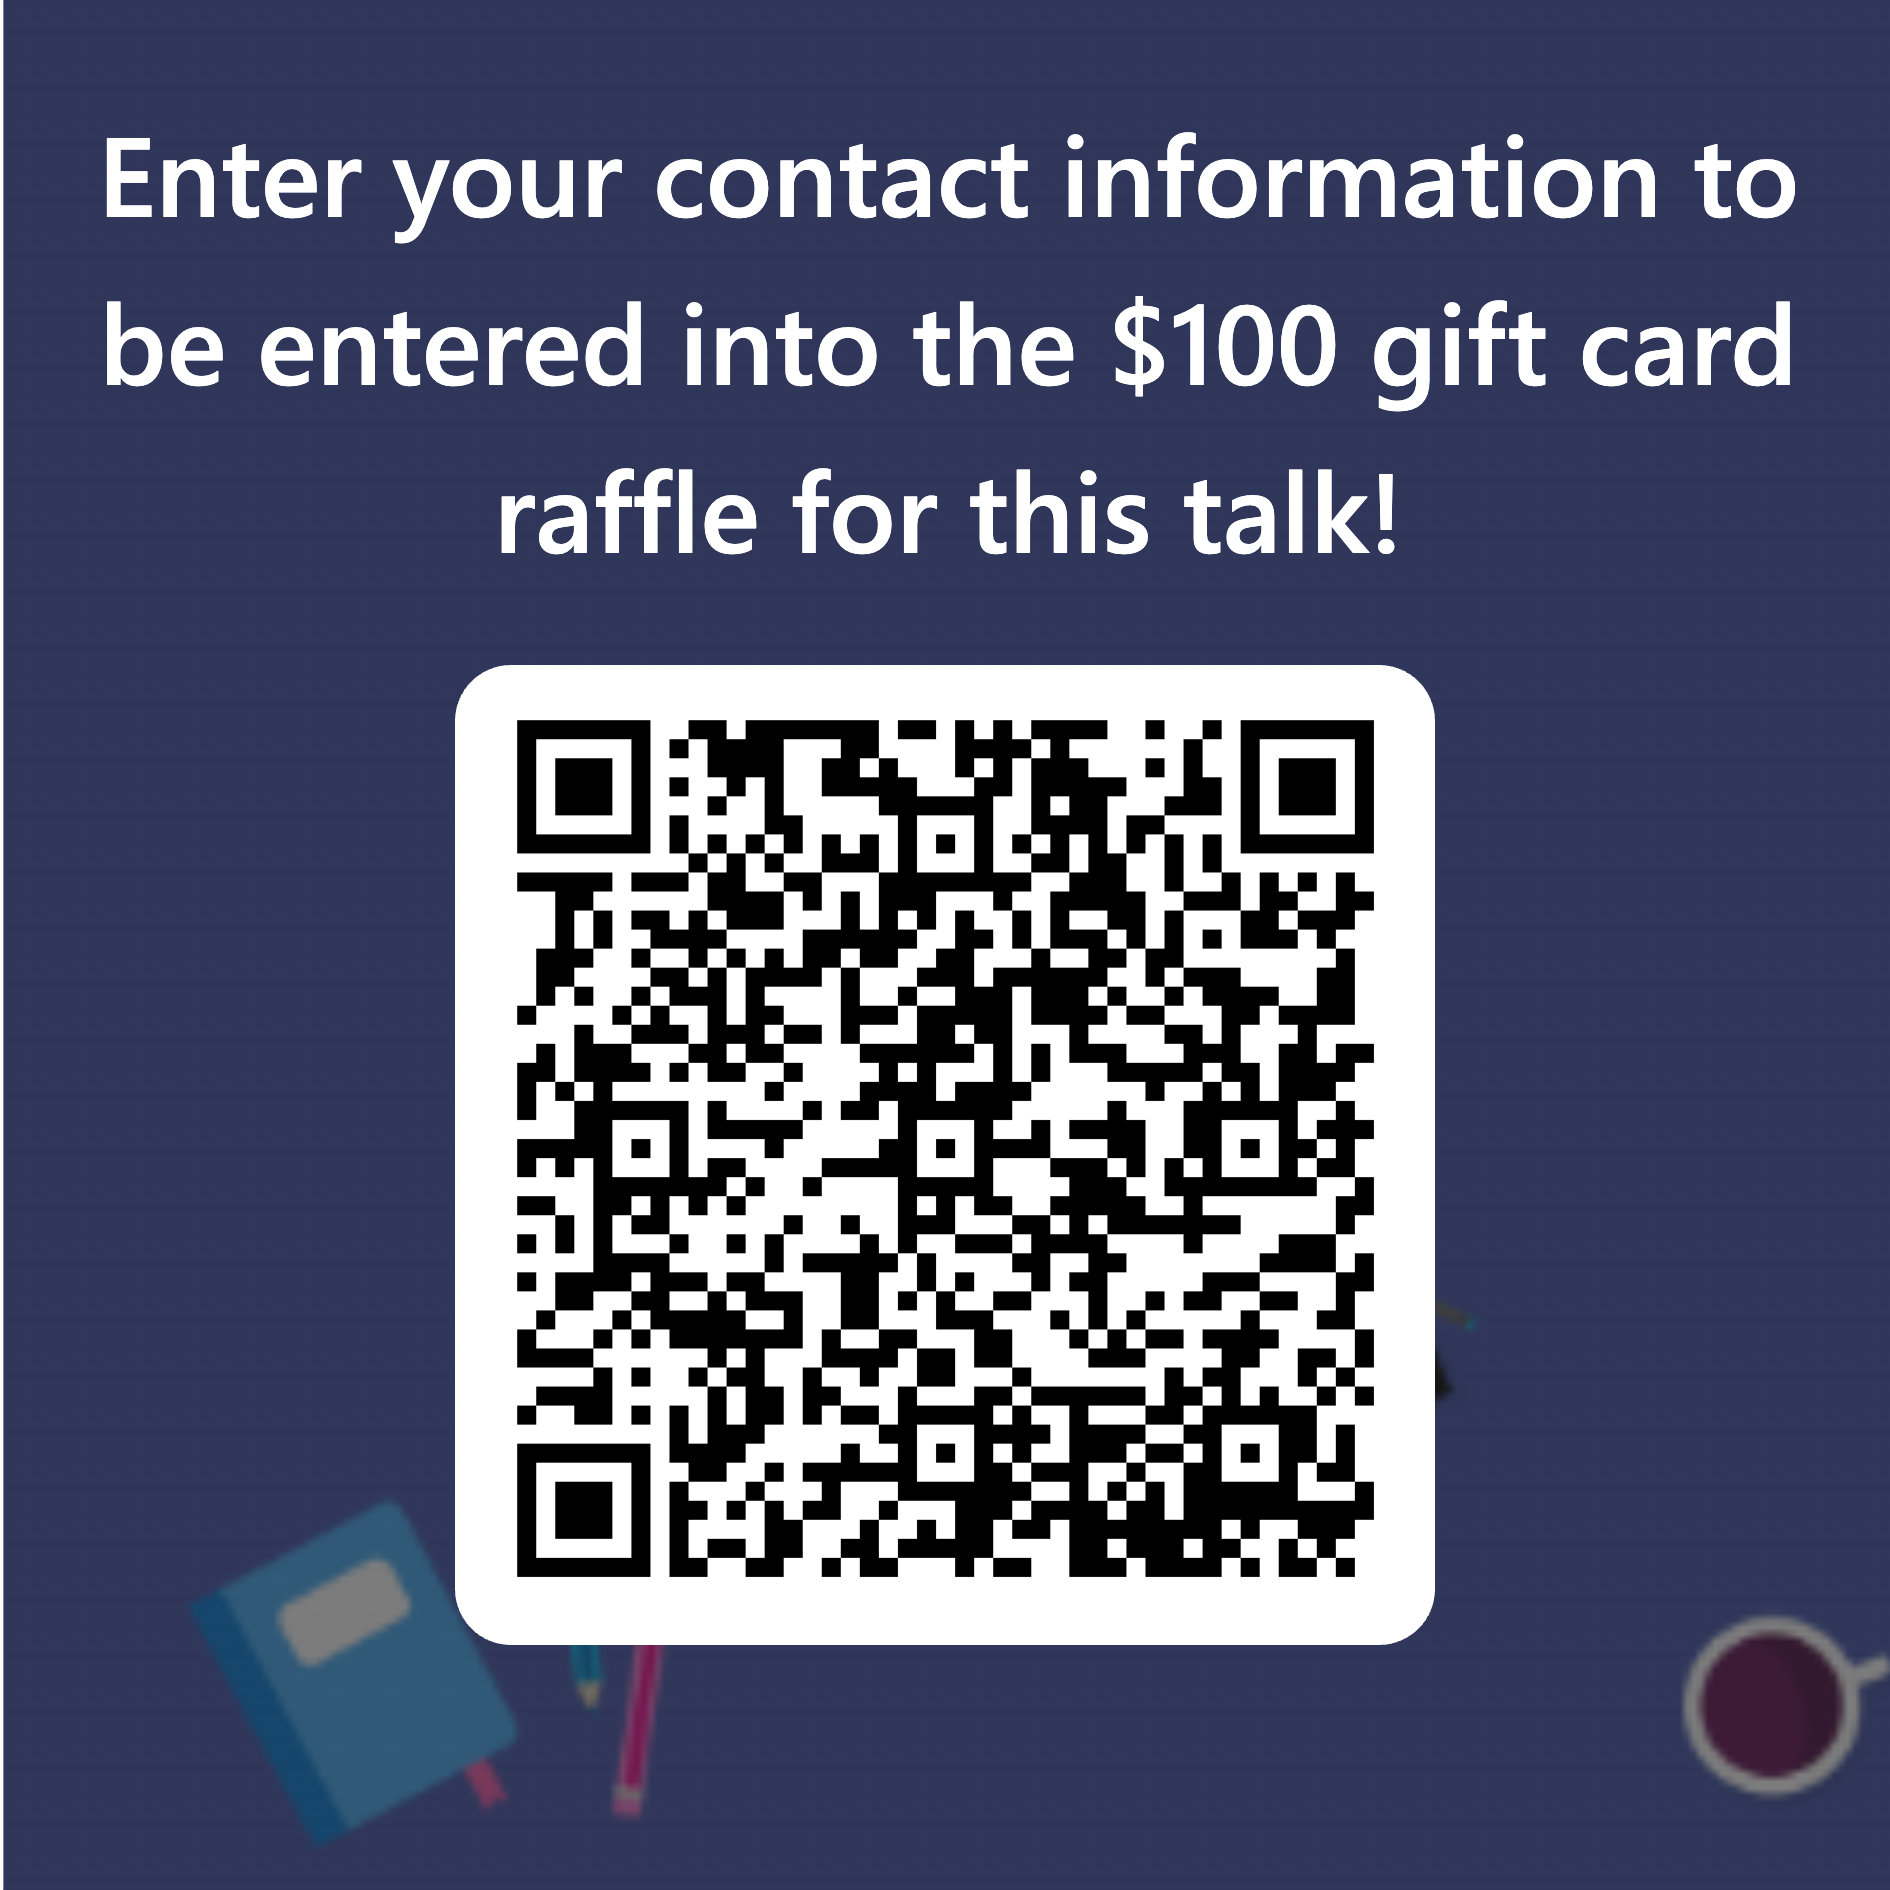 Enter your contact information to
be entered into the $100 gift card
raffle for this talk!